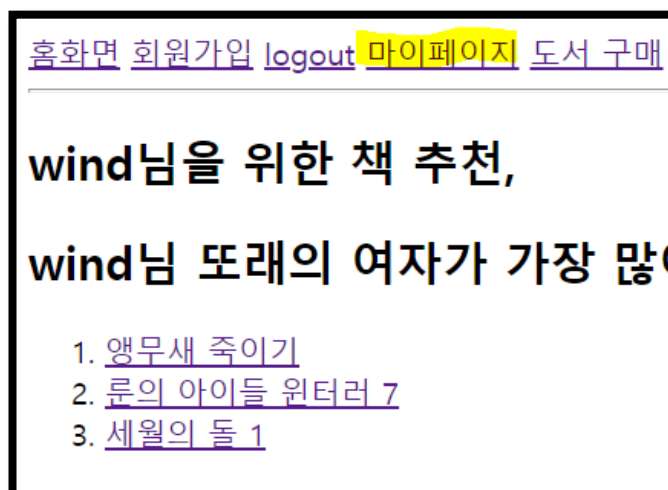 홈화면 회원가입 logout 마이페이지 도서 구매
wind님을 위한 책 추천,
wind님 또래의 여자가 가장 많이
1. 앵무새 죽이기
2. 룬의 아이들 윈터러 7
3. 세월의 돌 1